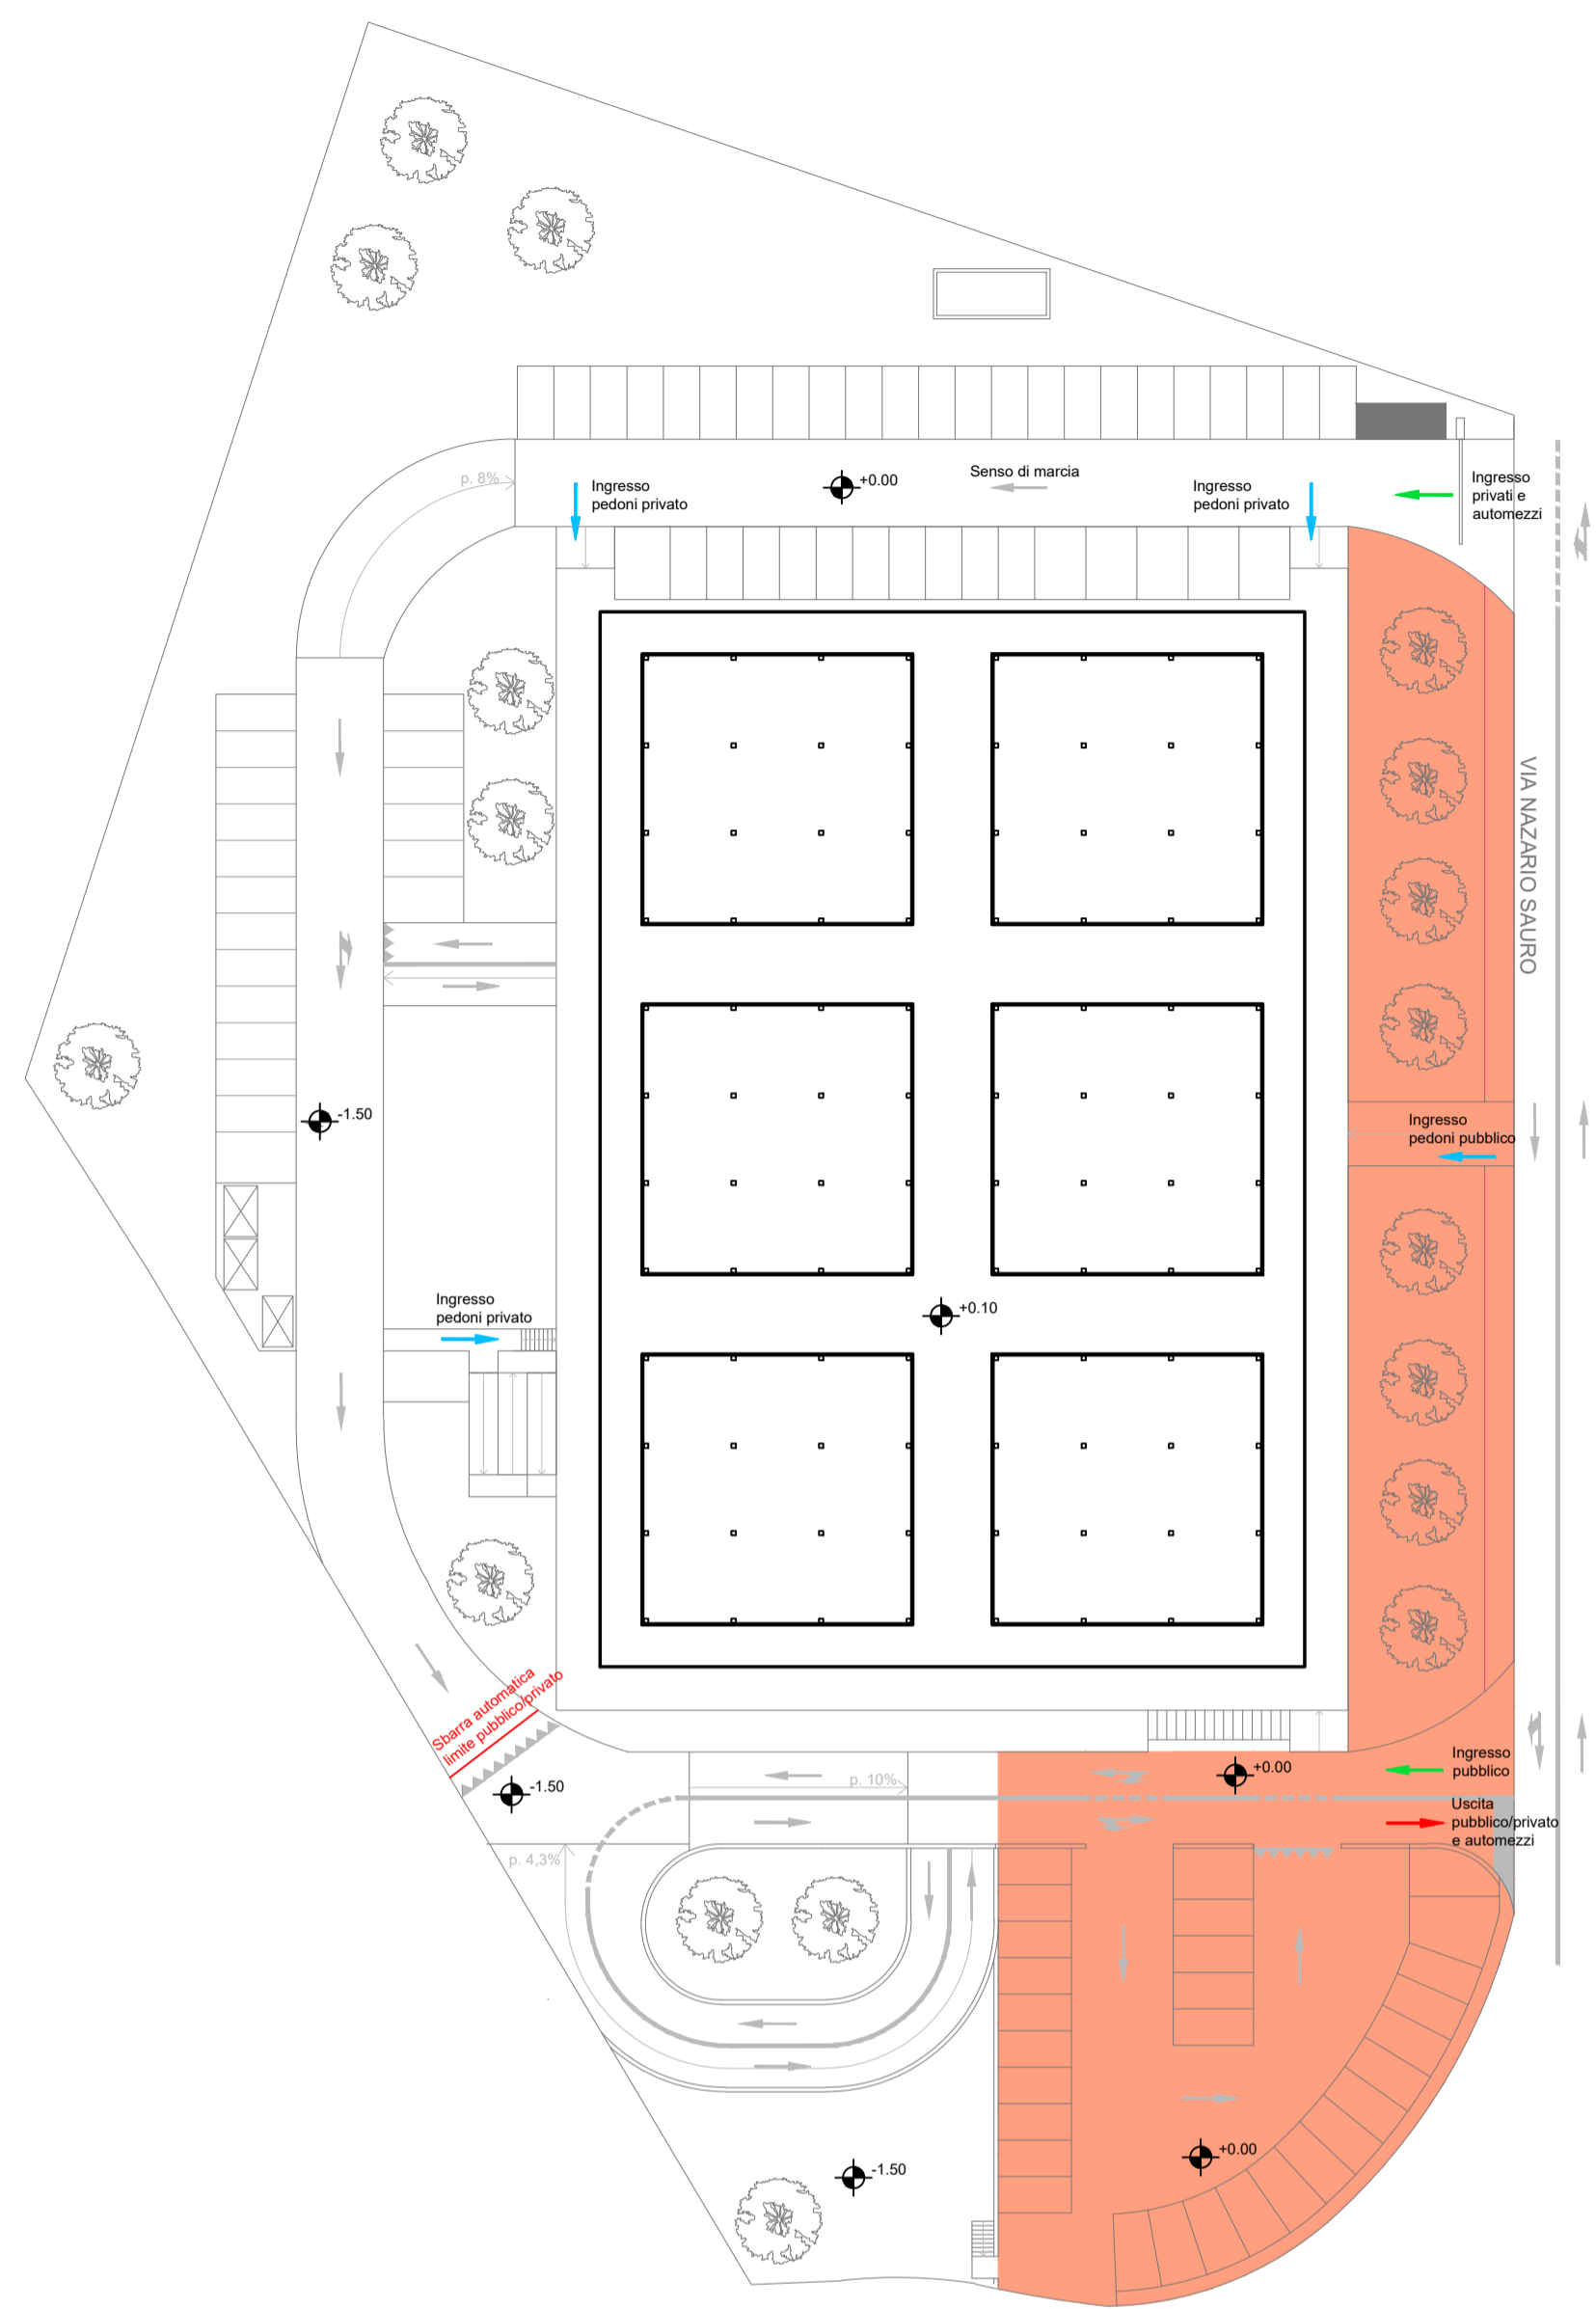 p. 8%
Ingresso
pedoni privato
+0.00
Senso di marcia
Ingresso
pedoni privato
Ingresso
privati e
automezzi
VIA NAZARIO SAURO
-1.50
Ingresso
pedoni pubblico
Ingresso
pedoni privato
+0.10
Sbarra automatica
limite pubblico/privato
-1.50
p. 10%
+0.00
Ingresso
pubblico
Uscita
pubblico/privato
e automezzi
p. 4,3%
+0.00
-1.50